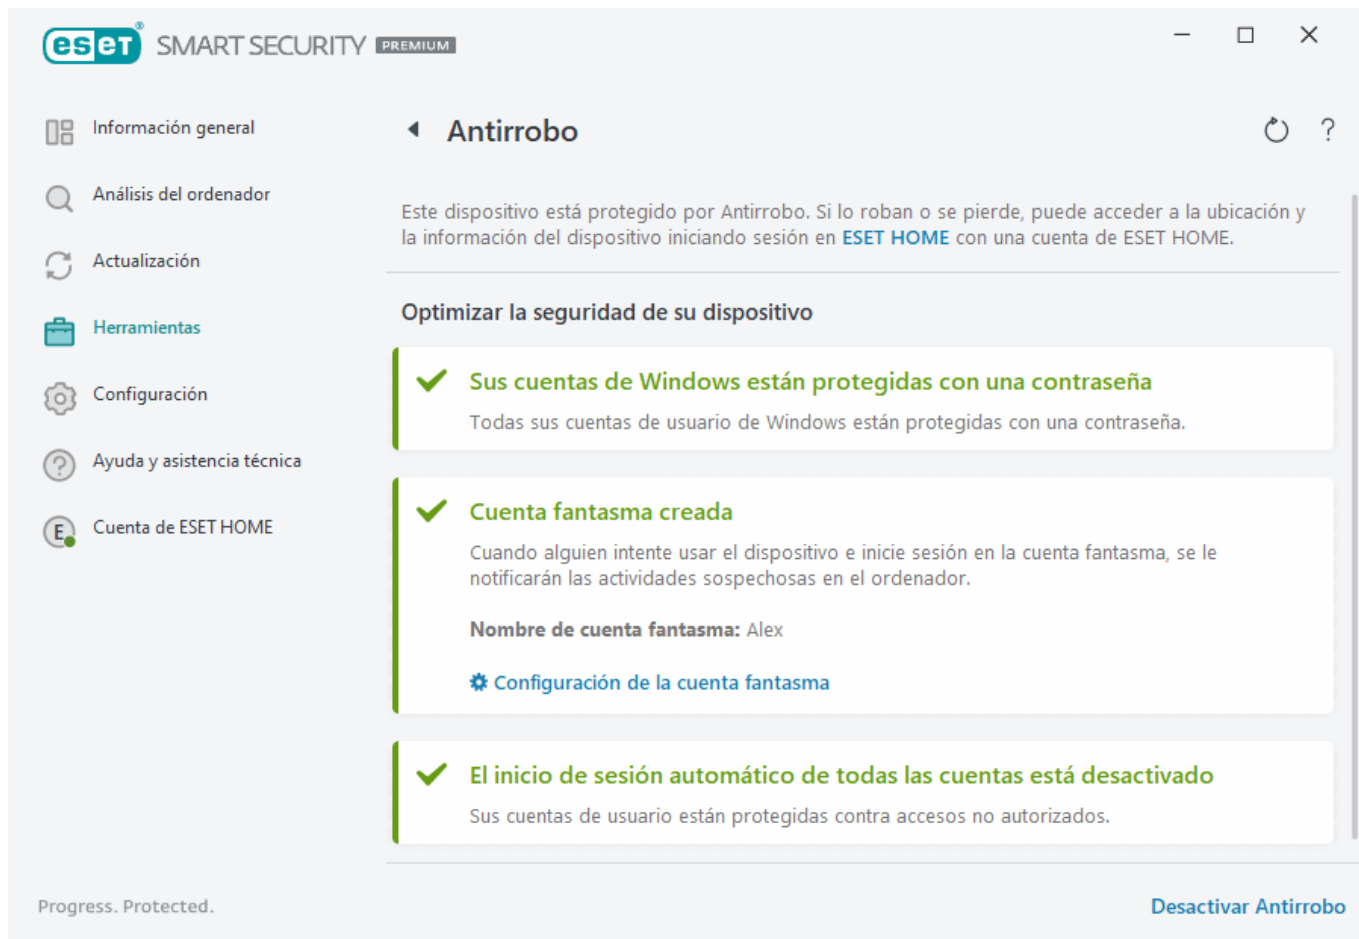 eset® SMART SECURITY PREMIUM
Información general
Análisis del ordenador
Actualización
Herramientas
Configuración
Ayuda y asistencia técnica
E Cuenta de ESET HOME
Antirrobo
?
Este dispositivo está protegido por Antirrobo. Si lo roban o se pierde, puede acceder a la ubicación y
la información del dispositivo iniciando sesión en ESET HOME con una cuenta de ESET HOME.
Optimizar la seguridad de su dispositivo
Sus cuentas de Windows están protegidas con una contraseña
Todas sus cuentas de usuario de Windows están protegidas con una contraseña.
Cuenta fantasma creada
Cuando alguien intente usar el dispositivo e inicie sesión en la cuenta fantasma, se le
notificarán las actividades sospechosas en el ordenador.
Nombre de cuenta fantasma: Alex
Configuración de la cuenta fantasma
El inicio de sesión automático de todas las cuentas está desactivado
Sus cuentas de usuario están protegidas contra accesos no autorizados.
Progress. Protected.
Desactivar Antirrobo